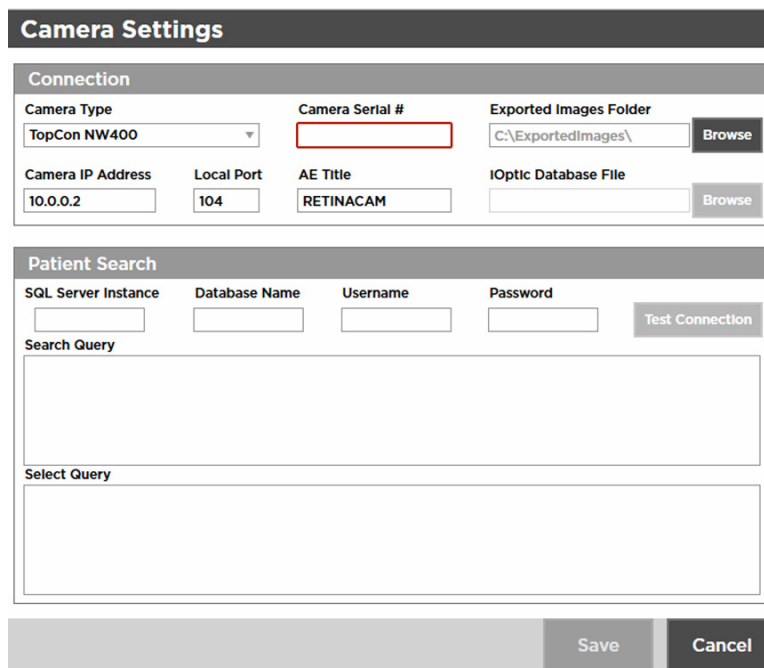 Camera Settings
Connection
Camera Type Camera Serial # Exported Images Folder
TopCon NW400 C:\ExportedImages\ Browse
Camera IP Address Local Port AE Title IOptic Database File
10.0.0.2 104 RETINACAM Browse
Patient Search
SQL Server Instance Database Name Username Password
Test Connection
Search Query
Select Query
Save Cancel